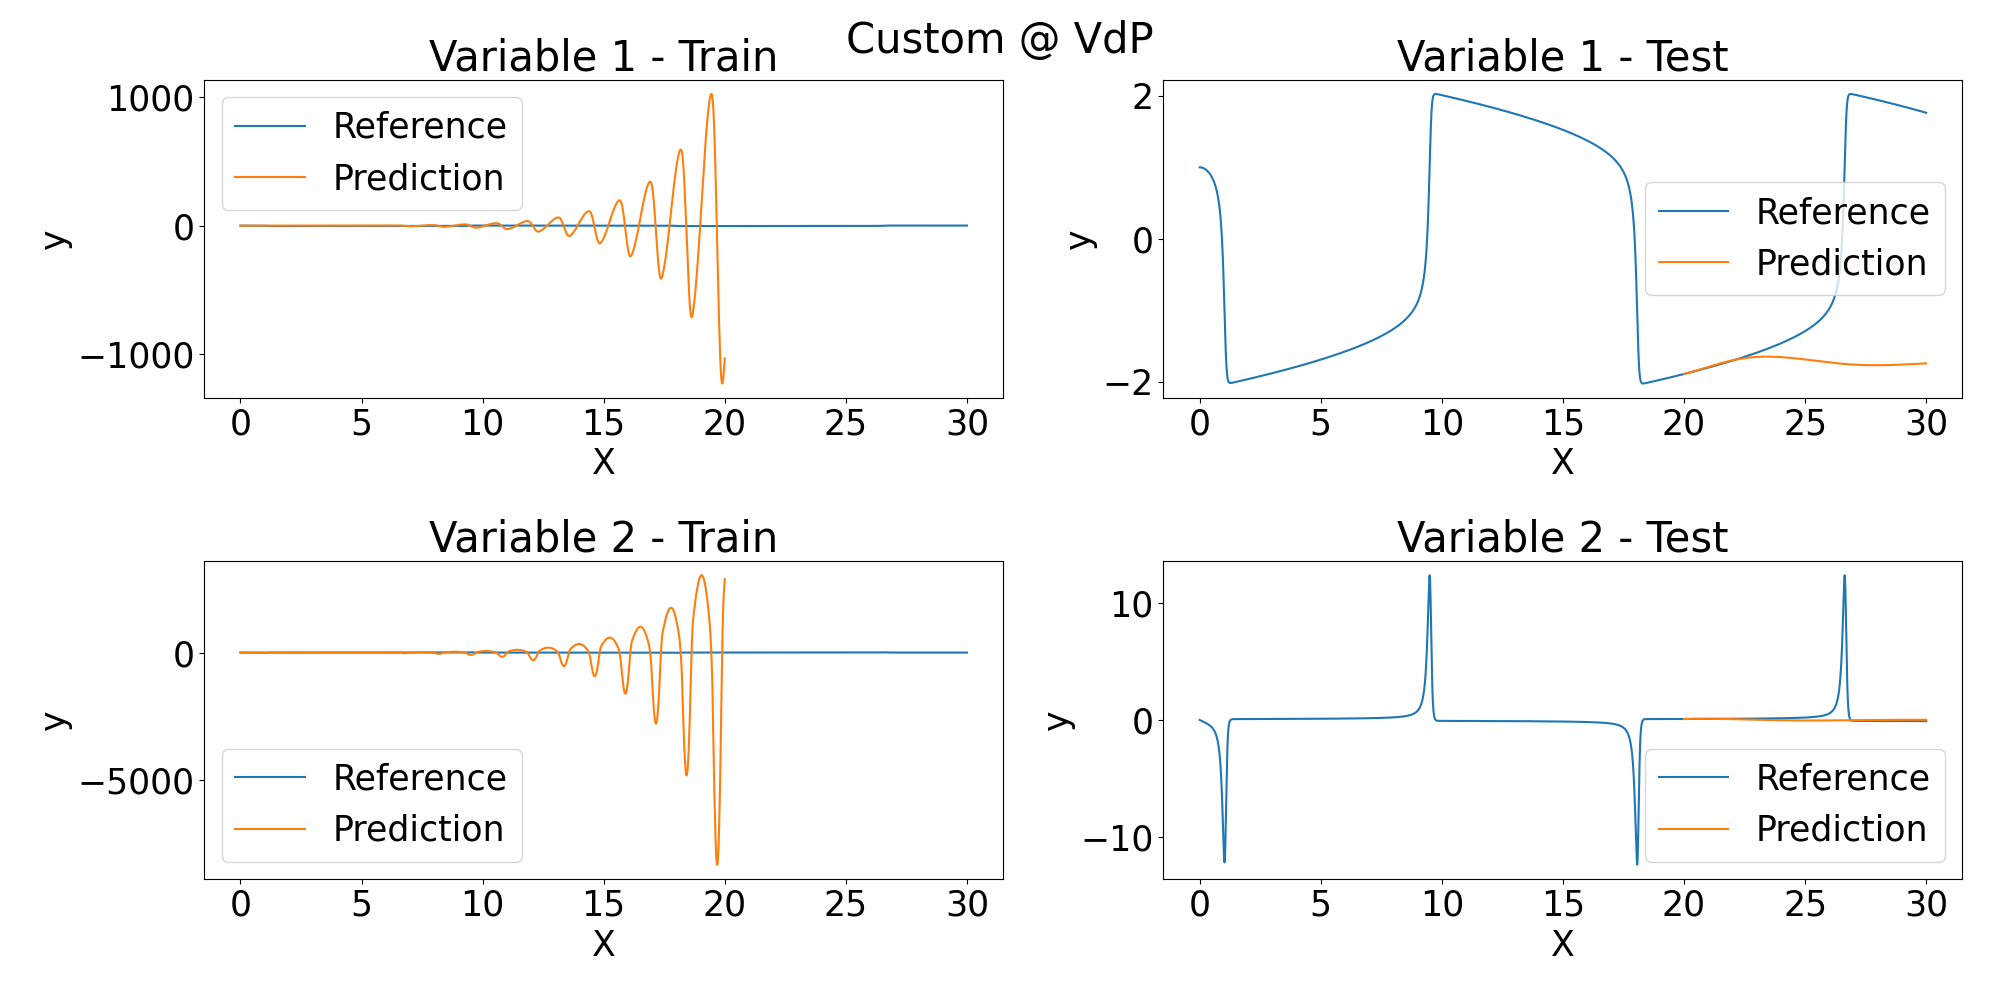 Custom @ VdP
Variable 1 - Train
1000
0
−1000
y
Reference
Prediction
0 5 10 15 20 25 30
X
Variable 1 - Test
2
0
−2
y
Reference
Prediction
0 5 10 15 20 25 30
X
Variable 2 - Train
0
−5000
y
Reference
Prediction
0 5 10 15 20 25 30
X
Variable 2 - Test
10
0
−10
y
Reference
Prediction
0 5 10 15 20 25 30
X